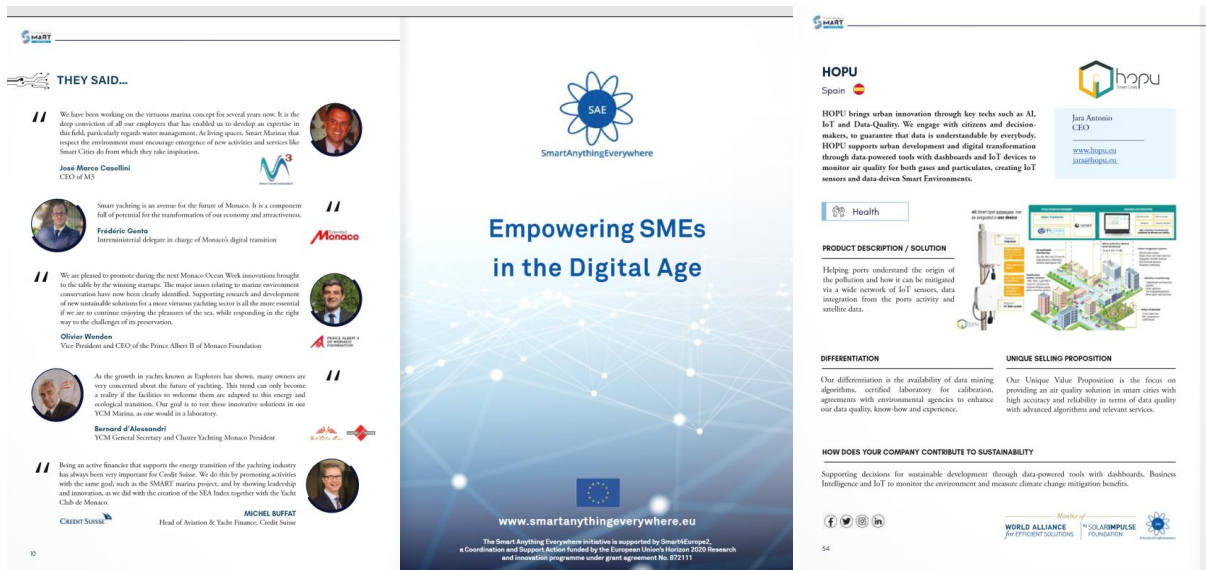 SMART
THEY SAID...
We have been working on the virtuous marina concept for several years now. It is the
deep conviction of all our employees that has enabled us to develop an expertise in
this field, particularly regards water management. As living spaces, Smart Marinas that
respect the environment must encourage emergence of new activities and services like
Smart Cities do from which they take inspiration.
José Marco Casellini
CEO of M3
Smart yachting is an avenue for the future of Monaco. It is a component
full of potential for the transformation of our economy and attractiveness.
Frédéric Genta
Interministerial delegate in charge of Monaco's digital transition
Extended
Monaco
We are pleased to promote during the next Monaco Ocean Week innovations brought
to the table by the winning startups. The major issues relating to marine environment
conservation have now been clearly identified. Supporting research and development
of new sustainable solutions for a more virtuous yachting sector is all the more essential
if we are to continue enjoying the pleasures of the sea, while responding in the right
way to the challenges of its preservation.
Olivier Wenden
Vice-President and CEO of the Prince Albert II of Monaco Foundation
PRINCE ALBERT II
OF MONACO
FOUNDATION
As the growth in yachts known as Explorers has shown, many owners are
very concerned about the future of yachting. This trend can only become
a reality if the facilities to welcome them are adapted to this energy and
ecological transition. Our goal is to test these innovative solutions in our
YCM Marina, as one would in a laboratory.
Bernard d'Alessandri
YCM General Secretary and Cluster Yachting Monaco President
Being an active financier that supports the energy transition of the yachting industry
has always been very important for Credit Suisse. We do this by promoting activities
with the same goal, such as the SMART marina project, and by showing leadership
and innovation, as we did with the creation of the SEA Index together with the Yacht
Club de Monaco.
CREDIT SUISSE
MICHEL BUFFAT
Head of Aviation & Yacht Finance, Credit Suisse
10
SAE
SmartAnythingEverywhere
Empowering SMEs
in the Digital Age
www.smartanythingeverywhere.eu
The Smart Anything Everywhere initiative is supported by Smart4Europe2,
a Coordination and Support Action funded by the European Union's Horizon 2020 Research
and innovation programme under grant agreement No. 872111
SMART
HOPU
Spain
hopu
Smart Cities
HOPU brings urban innovation through key techs such as AI,
IoT and Data-Quality. We engage with citizens and decision-
makers, to guarantee that data is understandable by everybody.
HOPU supports urban development and digital transformation
through data-powered tools with dashboards and IoT devices to
monitor air quality for both gases and particulates, creating IoT
sensors and data-driven Smart Environments.
Jara Antonio
CEO
www.hopu.eu
jara@hopu.eu
Health
PRODUCT DESCRIPTION / SOLUTION
Helping ports understand the origin of
the pollution and how it can be mitigated
via a wide network of IoT sensors, data
integration from the ports activity and
satellite data.
DIFFERENTIATION
Our differentiation is the availability of data mining
algorithms, certified laboratory for calibration,
agreements with environmental agencies to enhance
our data quality, know-how and experience.
UNIQUE SELLING PROPOSITION
Our Unique Value Proposition is the focus on
providing an air quality solution in smart cities with
high accuracy and reliability in terms of data quality
with advanced algorithms and relevant services.
HOW DOES YOUR COMPANY CONTRIBUTE TO SUSTAINABILITY
Supporting decisions for sustainable development through data-powered tools with dashboards, Business
Intelligence and IoT to monitor the environment and measure climate change mitigation benefits.
Member of
WORLD ALLIANCE
for EFFICIENT SOLUTIONS
by SOLARIMPULSE
FOUNDATION
54